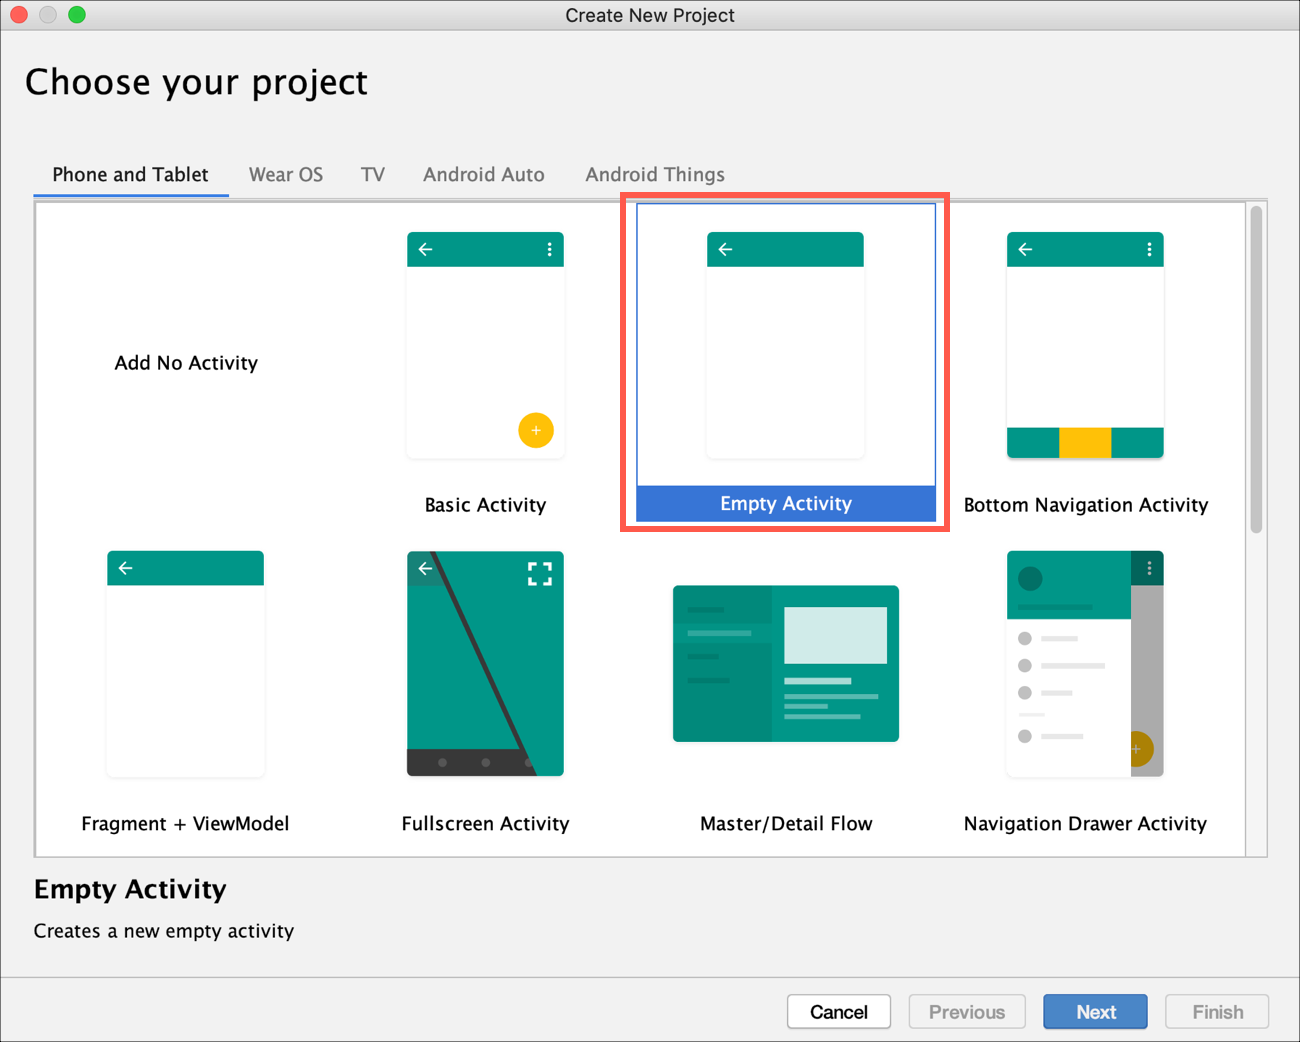 Create New Project
Choose your project
Phone and Tablet Wear OS TV Android Auto Android Things
Add No Activity
Basic Activity
Empty Activity
Bottom Navigation Activity
Fragment + ViewModel
Fullscreen Activity
Master/Detail Flow
Navigation Drawer Activity
Empty Activity
Creates a new empty activity
Cancel Previous Next Finish